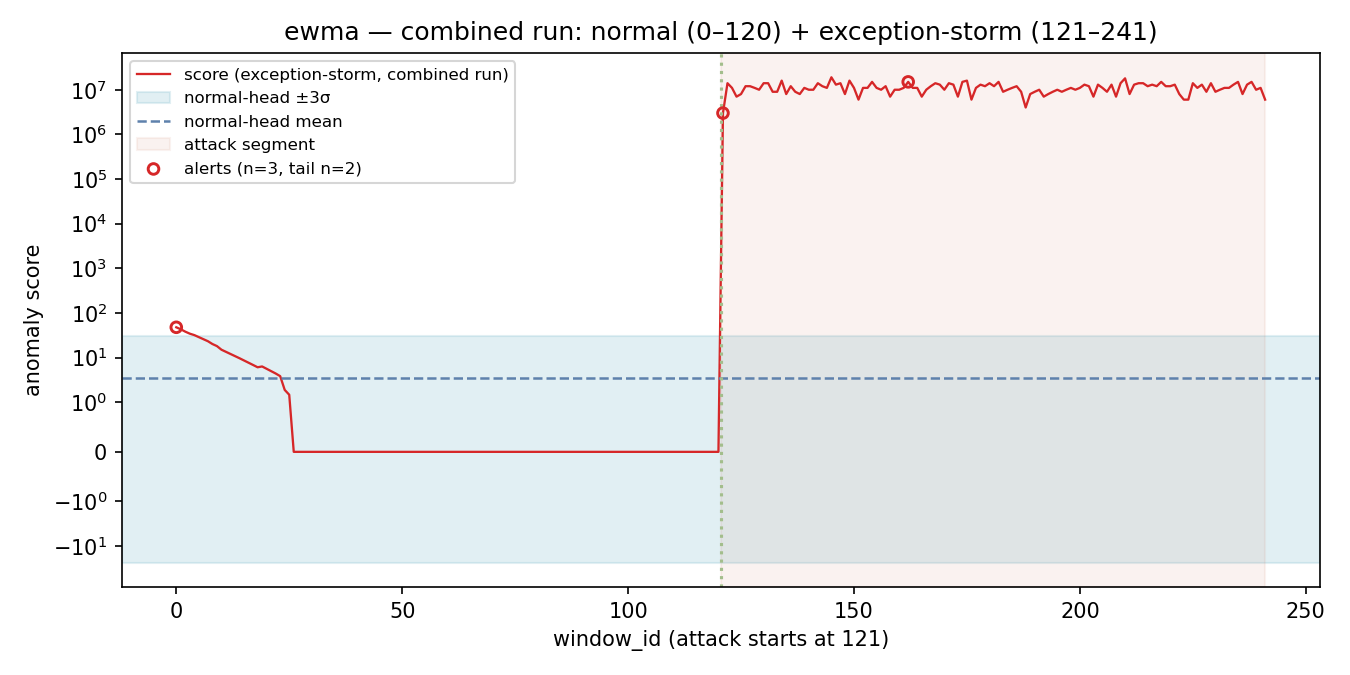 ewma — combined run: normal (0–120) + exception-storm (121–241)
score (exception-storm, combined run)
normal-head ±3σ
normal-head mean
attack segment
alerts (n=3, tail n=2)
anomaly score
10⁷
10⁶
10⁵
10⁴
10³
10²
10¹
10⁰
0
−10⁰
−10¹
0 50 100 150 200 250
window_id (attack starts at 121)